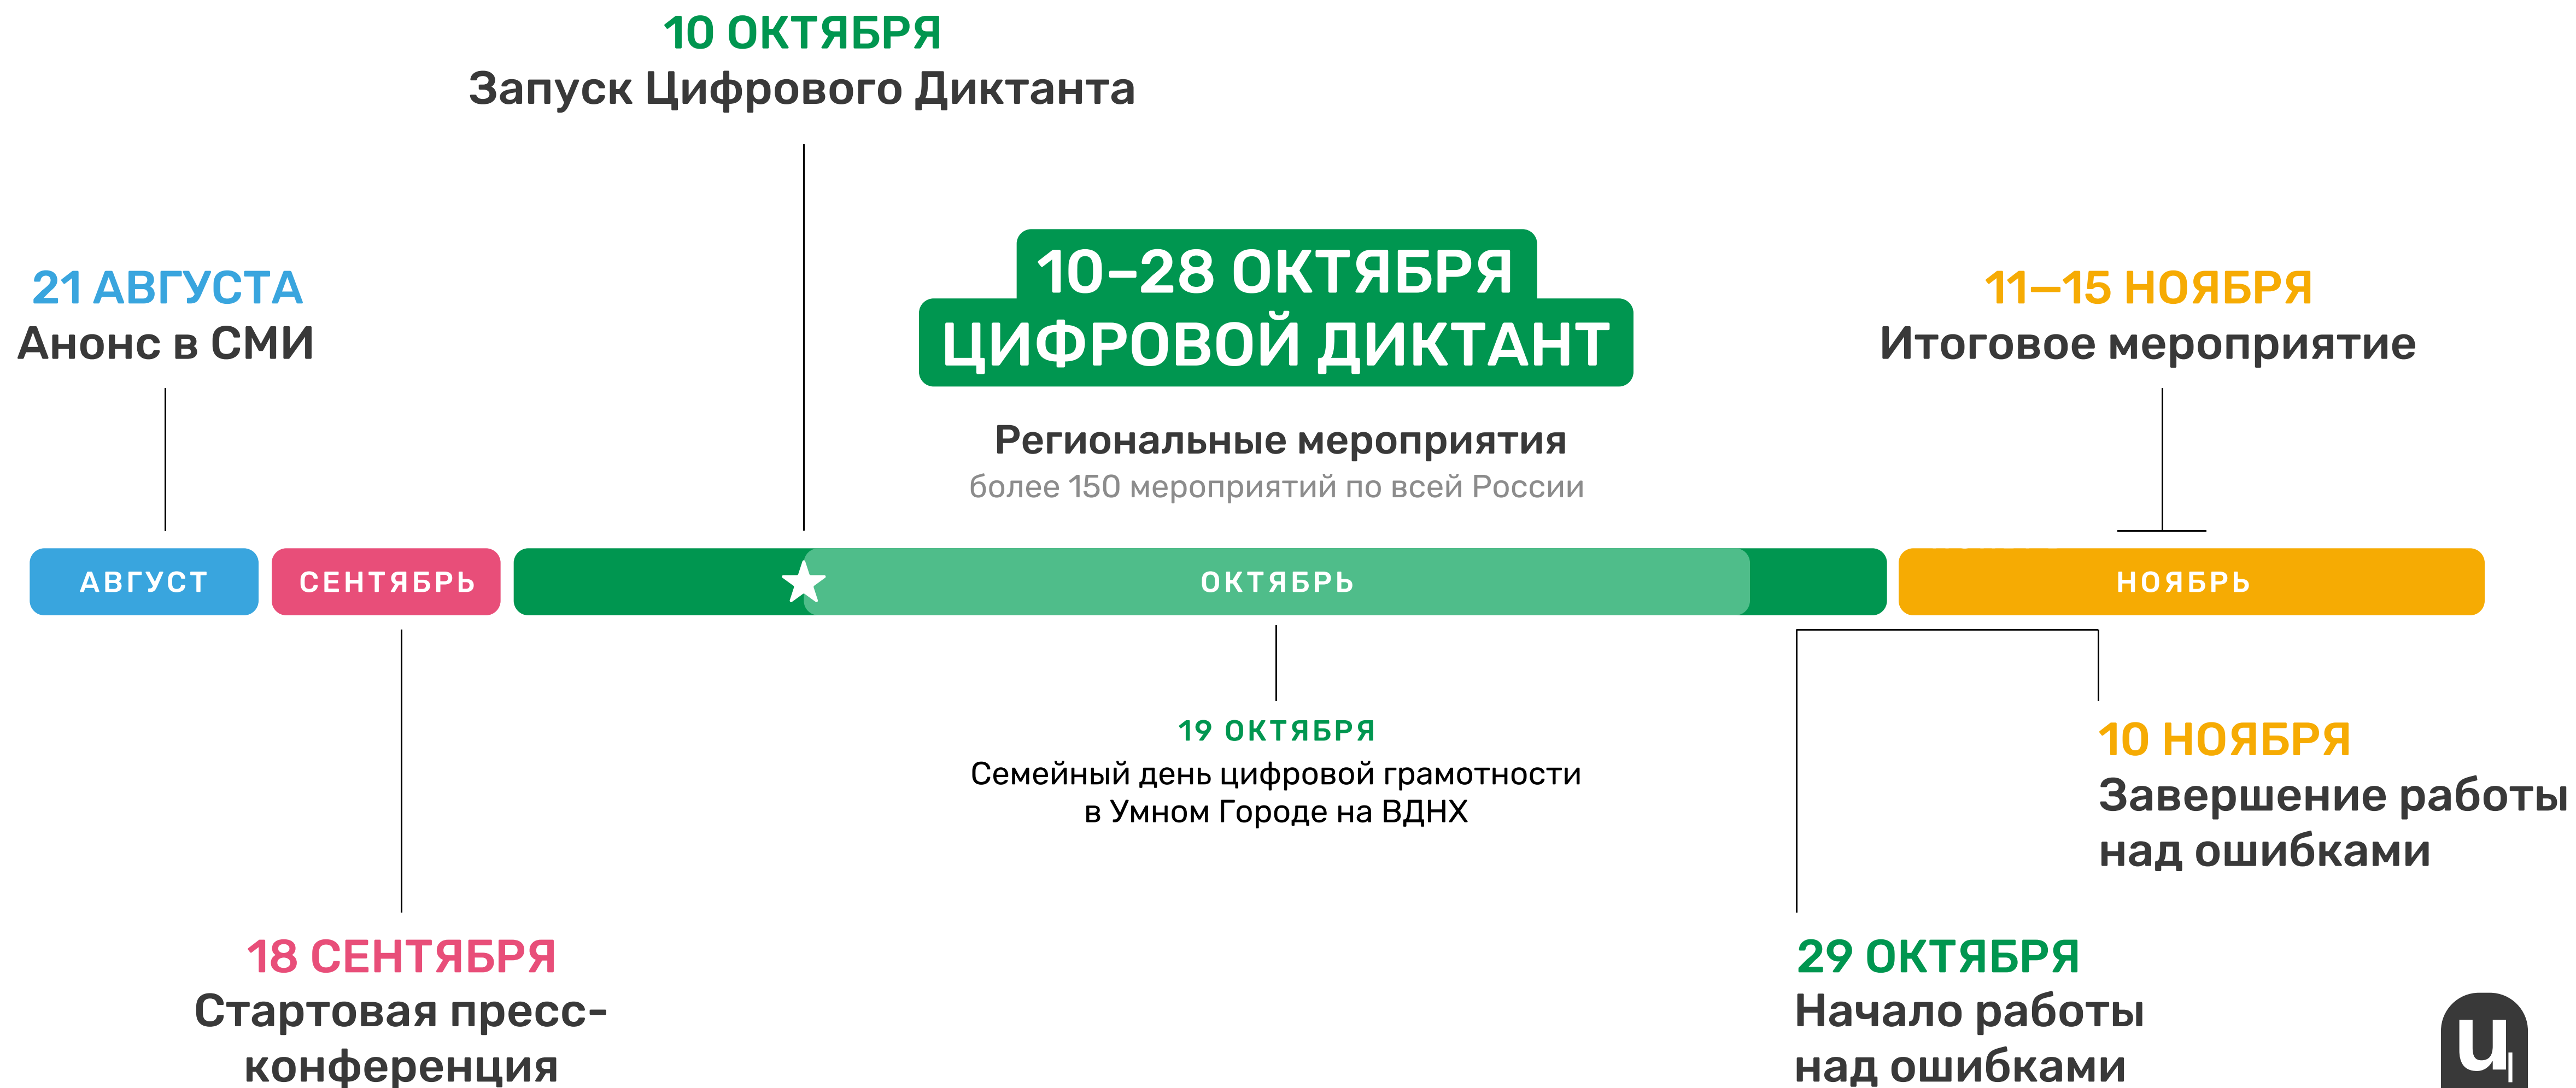 10 ОКТЯБРЯ
Запуск Цифрового Диктанта
21 АВГУСТА
Анонс в СМИ
10–28 ОКТЯБРЯ
ЦИФРОВОЙ ДИКТАНТ
Региональные мероприятия
более 150 мероприятий по всей России
11—15 НОЯБРЯ
Итоговое мероприятие
АВГУСТ
СЕНТЯБРЬ
ОКТЯБРЬ
НОЯБРЬ
19 ОКТЯБРЯ
Семейный день цифровой грамотности
в Умном Городе на ВДНХ
10 НОЯБРЯ
Завершение работы
над ошибками
18 СЕНТЯБРЯ
Стартовая пресс-
конференция
29 ОКТЯБРЯ
Начало работы
над ошибками
Ц